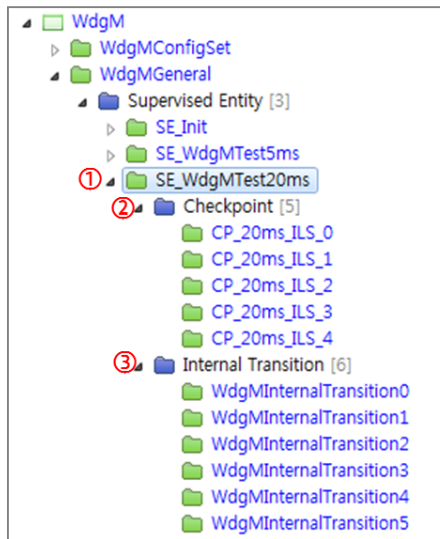 WdgM
WdgMConfigSet
WdgMGeneral
Supervised Entity [3]
SE_Init
SE_WdgMTest5ms
① SE_WdgMTest20ms
② Checkpoint [5]
CP_20ms_ILS_0
CP_20ms_ILS_1
CP_20ms_ILS_2
CP_20ms_ILS_3
CP_20ms_ILS_4
③ Internal Transition [6]
WdgMInternalTransition0
WdgMInternalTransition1
WdgMInternalTransition2
WdgMInternalTransition3
WdgMInternalTransition4
WdgMInternalTransition5